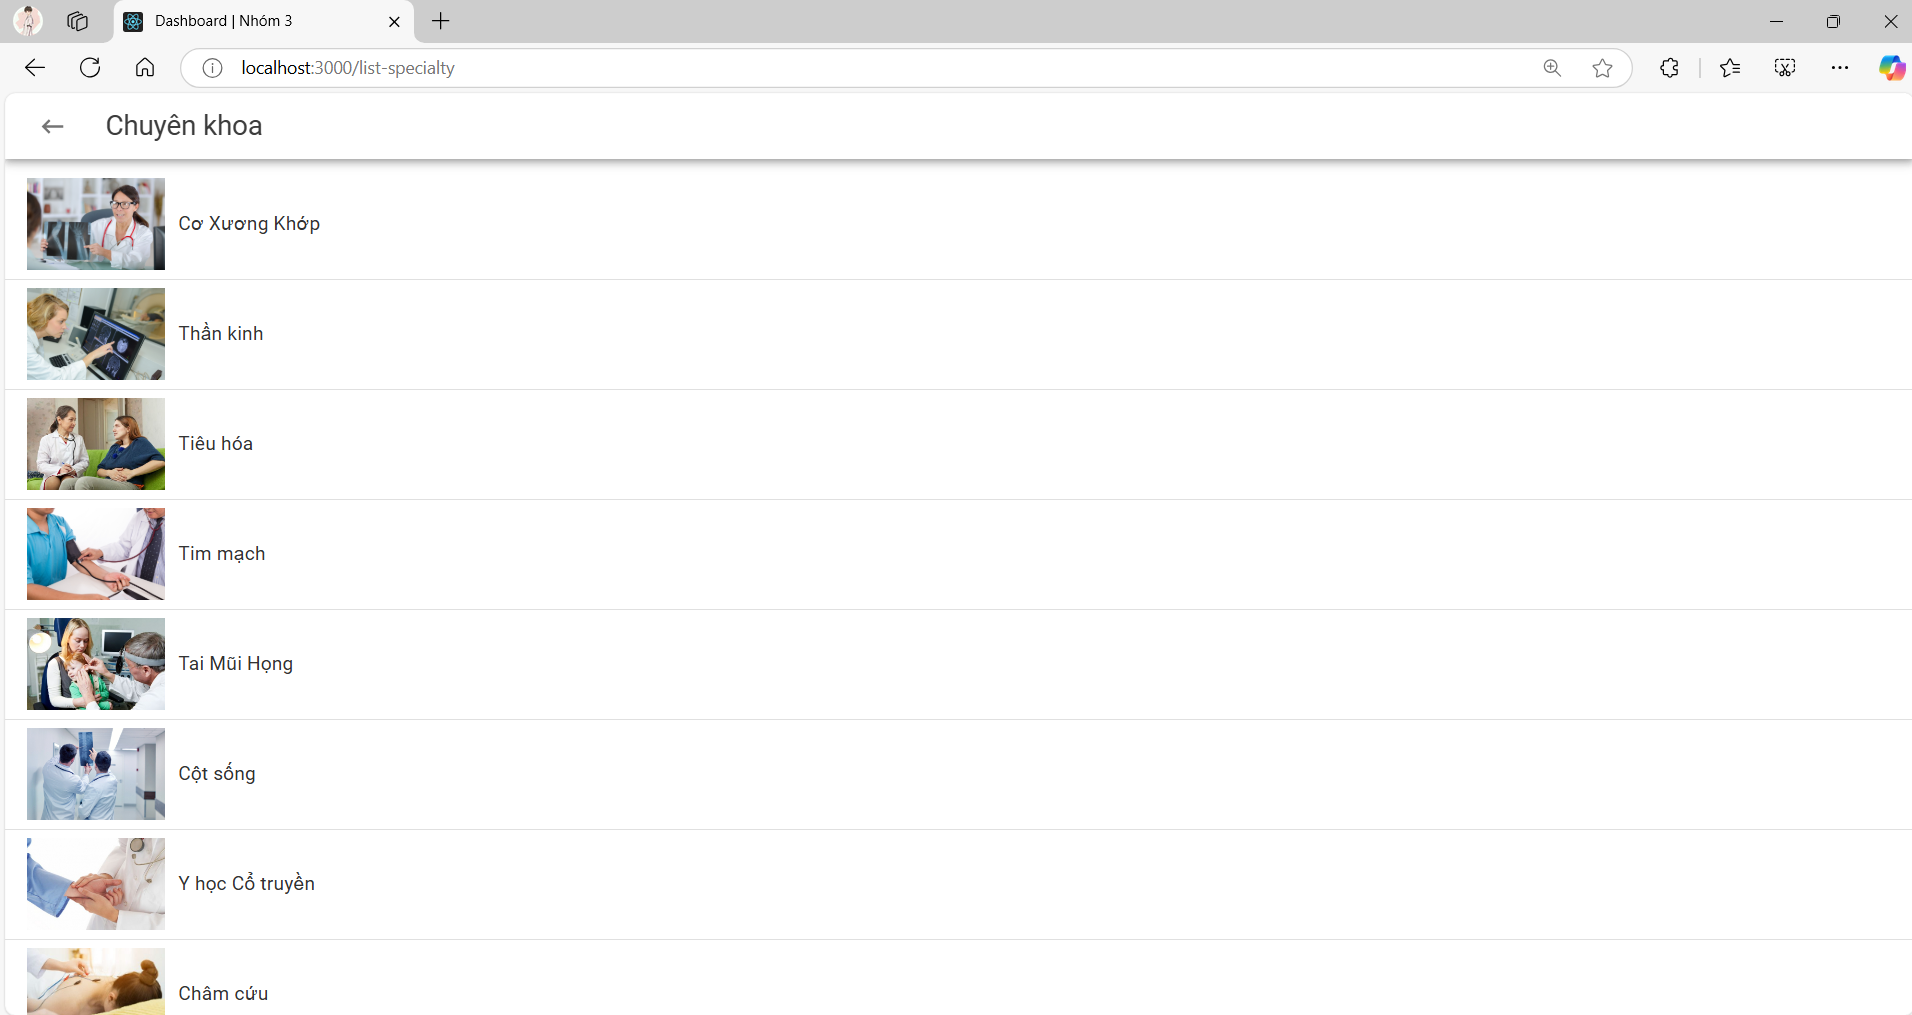 Dashboard | Nhóm 3
localhost:3000/list-specialty
Chuyên khoa
Cơ Xương Khớp
Thần kinh
Tiêu hóa
Tim mạch
Tai Mũi Họng
Cột sống
Y học Cổ truyền
Châm cứu